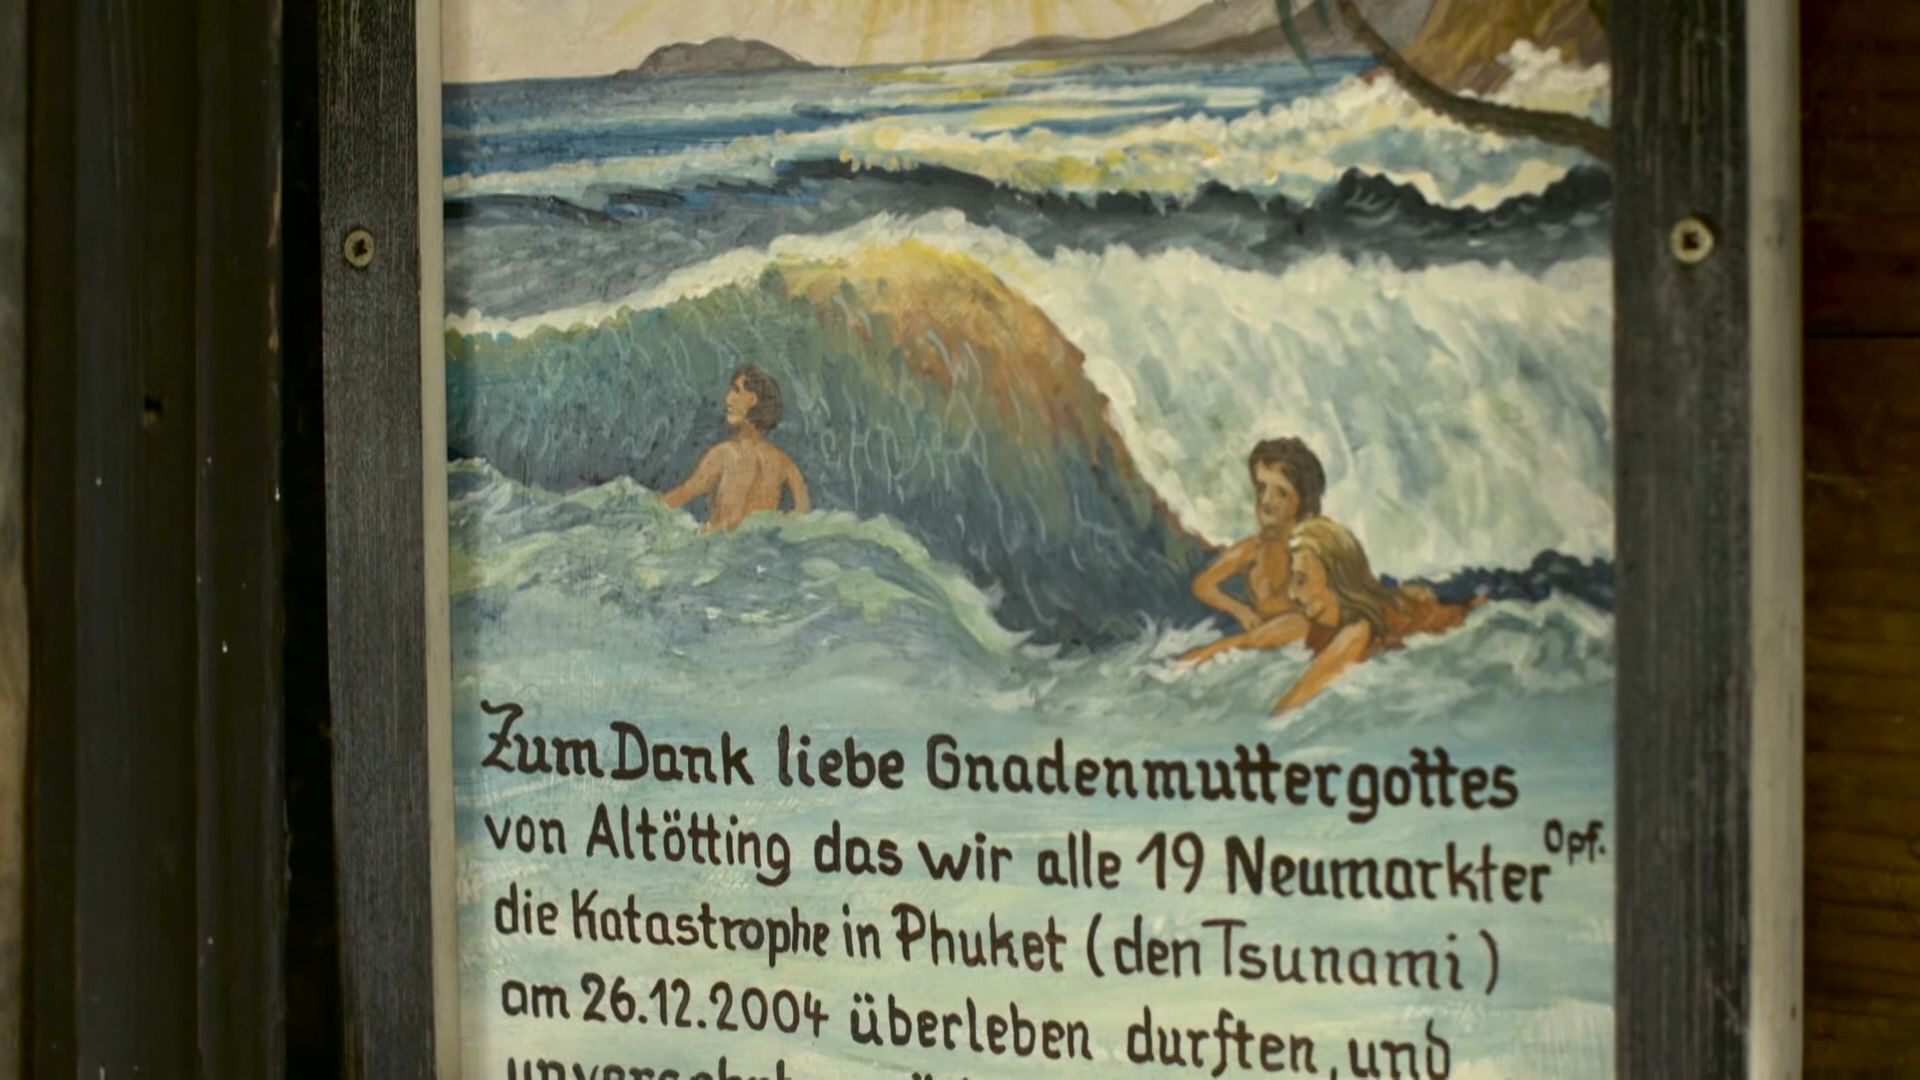 Zum Dank liebe Gnadenmuttergottes
von Altötting das wir alle 19 Neumarkter Opf.
die Katastrophe in Phuket (den Tsunami)
am 26.12.2004 überleben durften, und